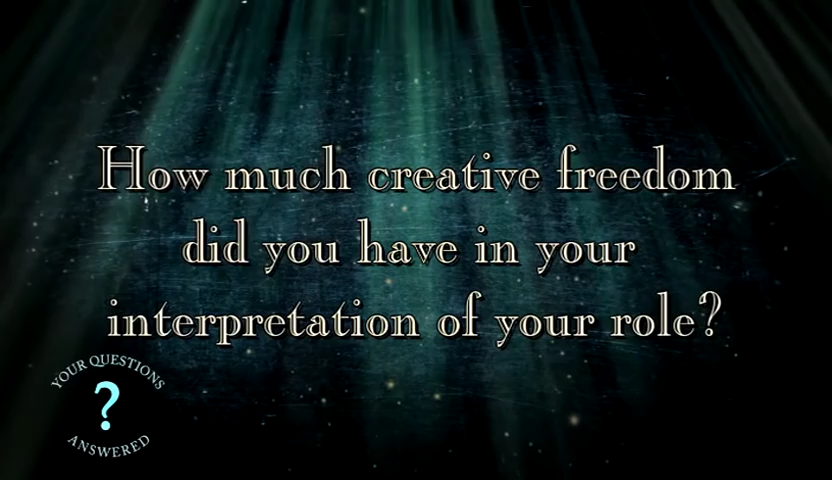 How much creative freedom
did you have in your
interpretation of your role?
YOUR QUESTIONS
?
ANSWERED